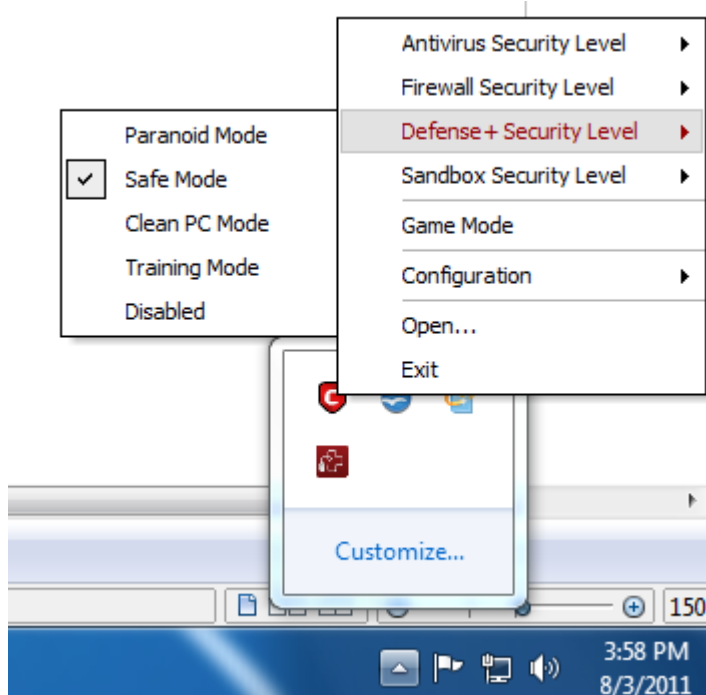 Antivirus Security Level
Firewall Security Level
Defense+ Security Level
Sandbox Security Level
Game Mode
Configuration
Open...
Exit
Paranoid Mode
Safe Mode
Clean PC Mode
Training Mode
Disabled
C
Customize...
150
3:58 PM
8/3/2011